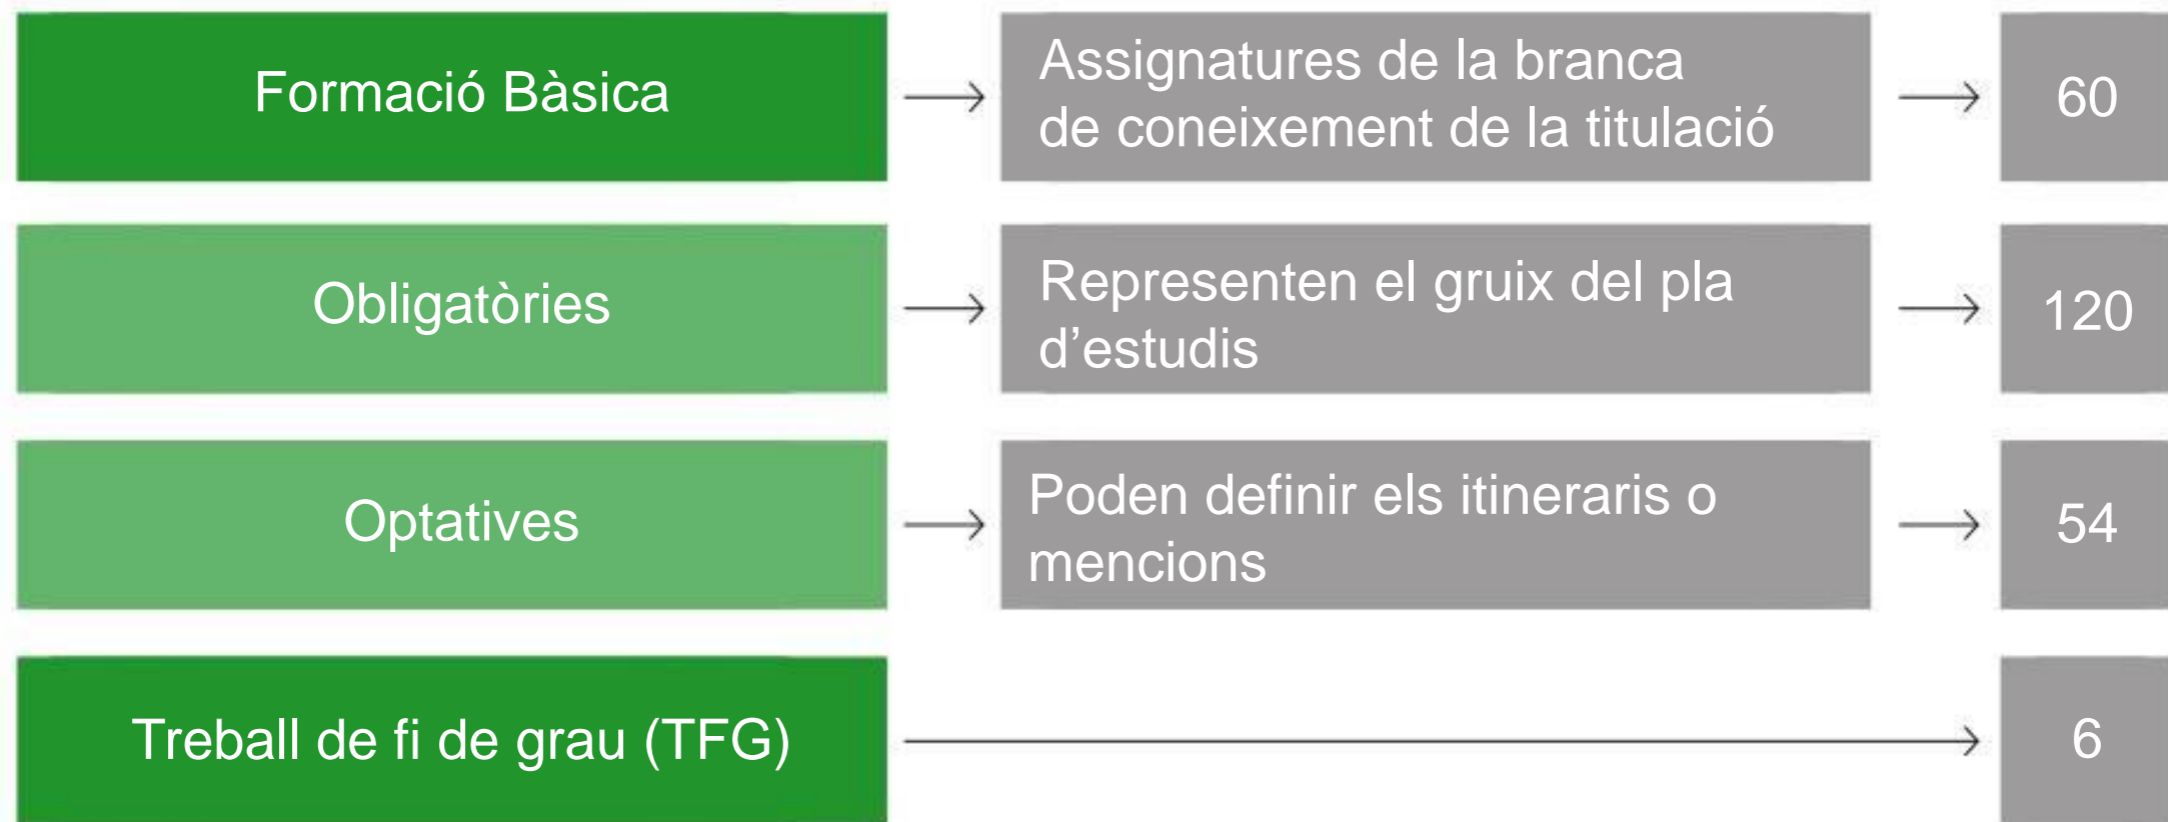 Formació Bàsica
Assignatures de la branca
de coneixement de la titulació
60
Obligatòries
Representen el gruix del pla
d’estudis
120
Optatives
Poden definir els itineraris o
mencions
54
Treball de fi de grau (TFG)
6